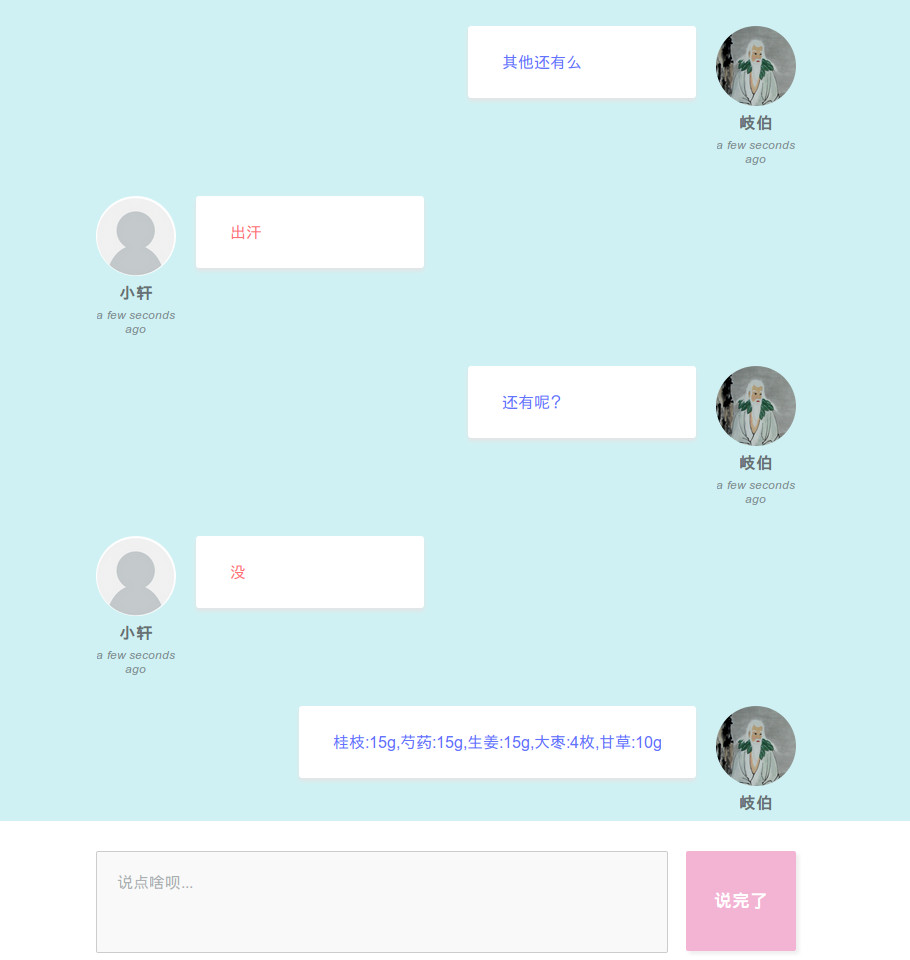 其他还有么
岐伯
a few seconds
ago
出汗
小轩
a few seconds
ago
还有呢?
岐伯
a few seconds
ago
没
小轩
a few seconds
ago
桂枝:15g,芍药:15g,生姜:15g,大枣:4枚,甘草:10g
岐伯
说点啥呗...
说完了